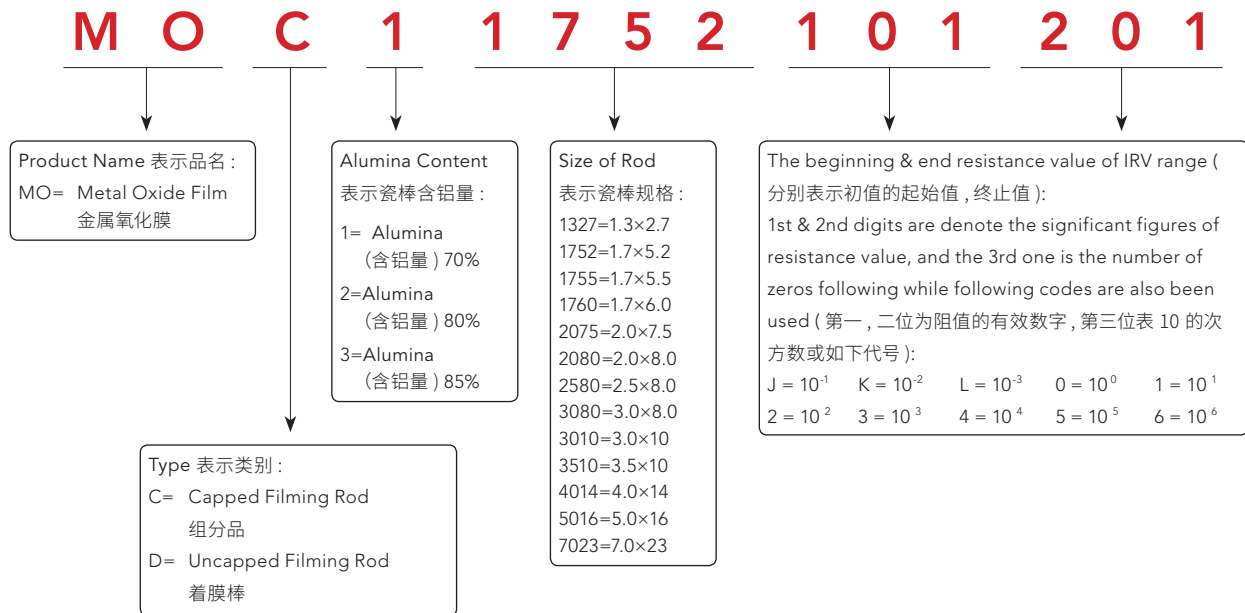 M O C 1 1 7 5 2 1 0 1 2 0 1
Product Name 表示品名 :
MO= Metal Oxide Film
金属氧化膜
Alumina Content
表示瓷棒含铝量 :
1= Alumina
(含铝量 ) 70%
2=Alumina
(含铝量 ) 80%
3=Alumina
(含铝量 ) 85%
Size of Rod
表示瓷棒规格 :
1327=1.3×2.7
1752=1.7×5.2
1755=1.7×5.5
1760=1.7×6.0
2075=2.0×7.5
2080=2.0×8.0
2580=2.5×8.0
3080=3.0×8.0
3010=3.0×10
3510=3.5×10
4014=4.0×14
5016=5.0×16
7023=7.0×23
The beginning & end resistance value of IRV range (
分别表示初值的起始值 , 终止值 ):
1st & 2nd digits are denote the significant figures of
resistance value, and the 3rd one is the number of
zeros following while following codes are also been
used ( 第一 , 二位为阻值的有效数字 , 第三位表 10 的次
方数或如下代号 ):
J = 10⁻¹ K = 10⁻² L = 10⁻³ 0 = 10⁰ 1 = 10¹
2 = 10² 3 = 10³ 4 = 10⁴ 5 = 10⁵ 6 = 10⁶
Type 表示类别 :
C= Capped Filming Rod
组分品
D= Uncapped Filming Rod
着膜棒